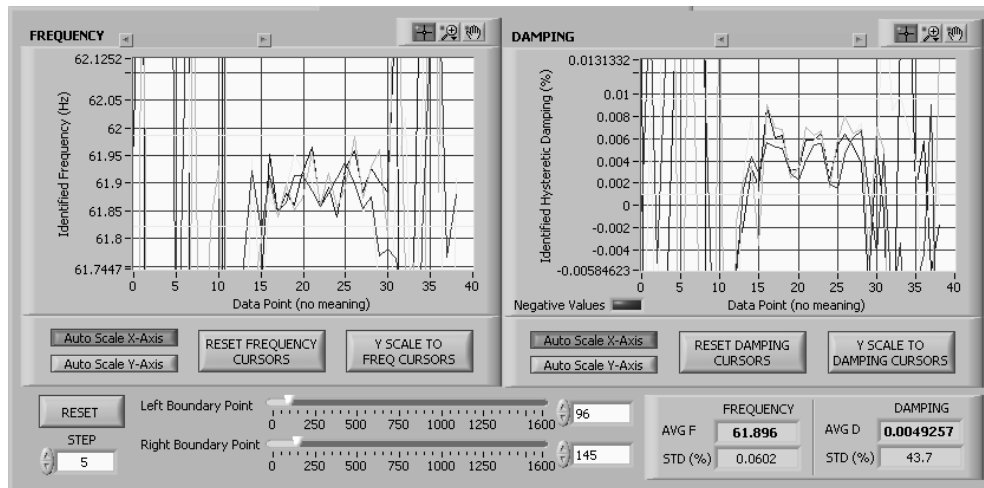 FREQUENCY
62.1252
62.05
62
61.95
61.9
61.85
61.8
61.7447
Identified Frequency (Hz)
0 5 10 15 20 25 30 35 40
Data Point (no meaning)
Auto Scale X-Axis
Auto Scale Y-Axis
RESET FREQUENCY
CURSORS
Y SCALE TO
FREQ CURSORS
DAMPING
0.0131332
0.01
0.008
0.006
0.004
0.002
0
-0.002
-0.004
-0.00584623
Identified Hysteretic Damping (%)
0 5 10 15 20 25 30 35 40
Negative Values
Data Point (no meaning)
Auto Scale X-Axis
Auto Scale Y-Axis
RESET DAMPING
CURSORS
Y SCALE TO
DAMPING CURSORS
RESET
STEP
5
Left Boundary Point
0 250 500 750 1000 1250 1600
96
Right Boundary Point
0 250 500 750 1000 1250 1600
145
FREQUENCY
DAMPING
AVG F 61.896
AVG D 0.0049257
STD (%) 0.0602
STD (%) 43.7